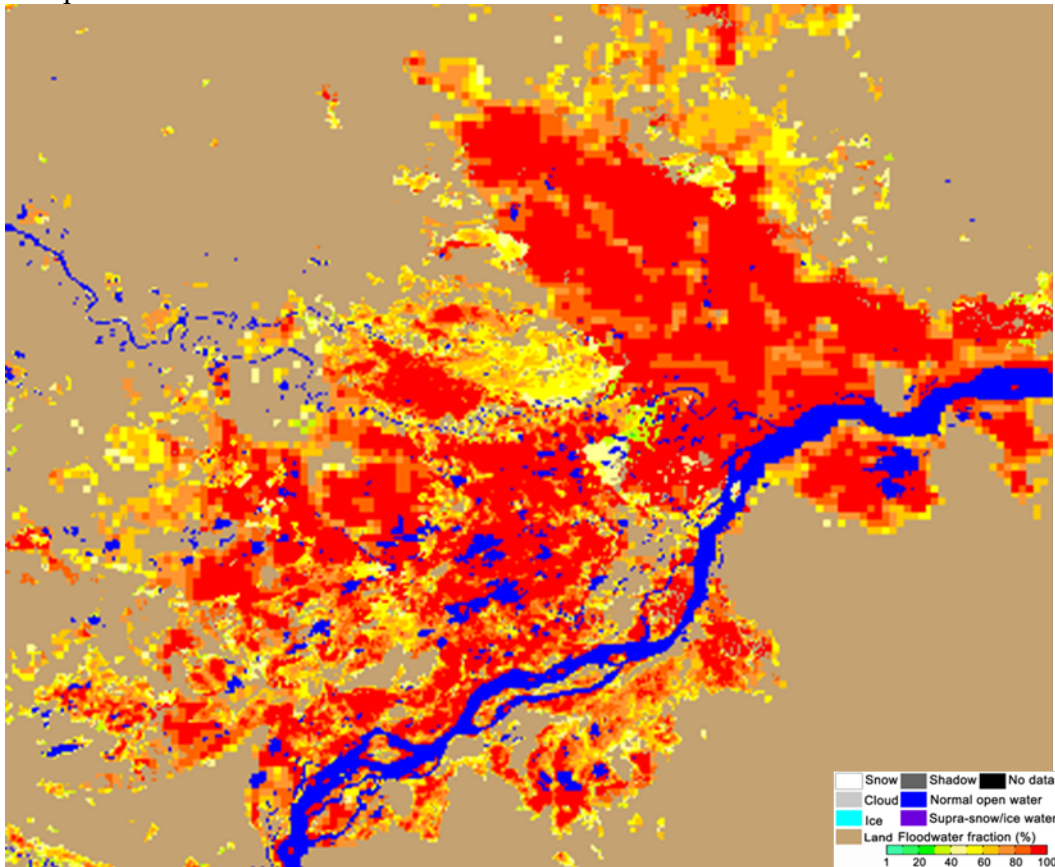 Snow Shadow No data
Cloud Normal open water
Ice Supra-snow/ice water
Land Floodwater fraction (%)
1 20 40 60 80 100